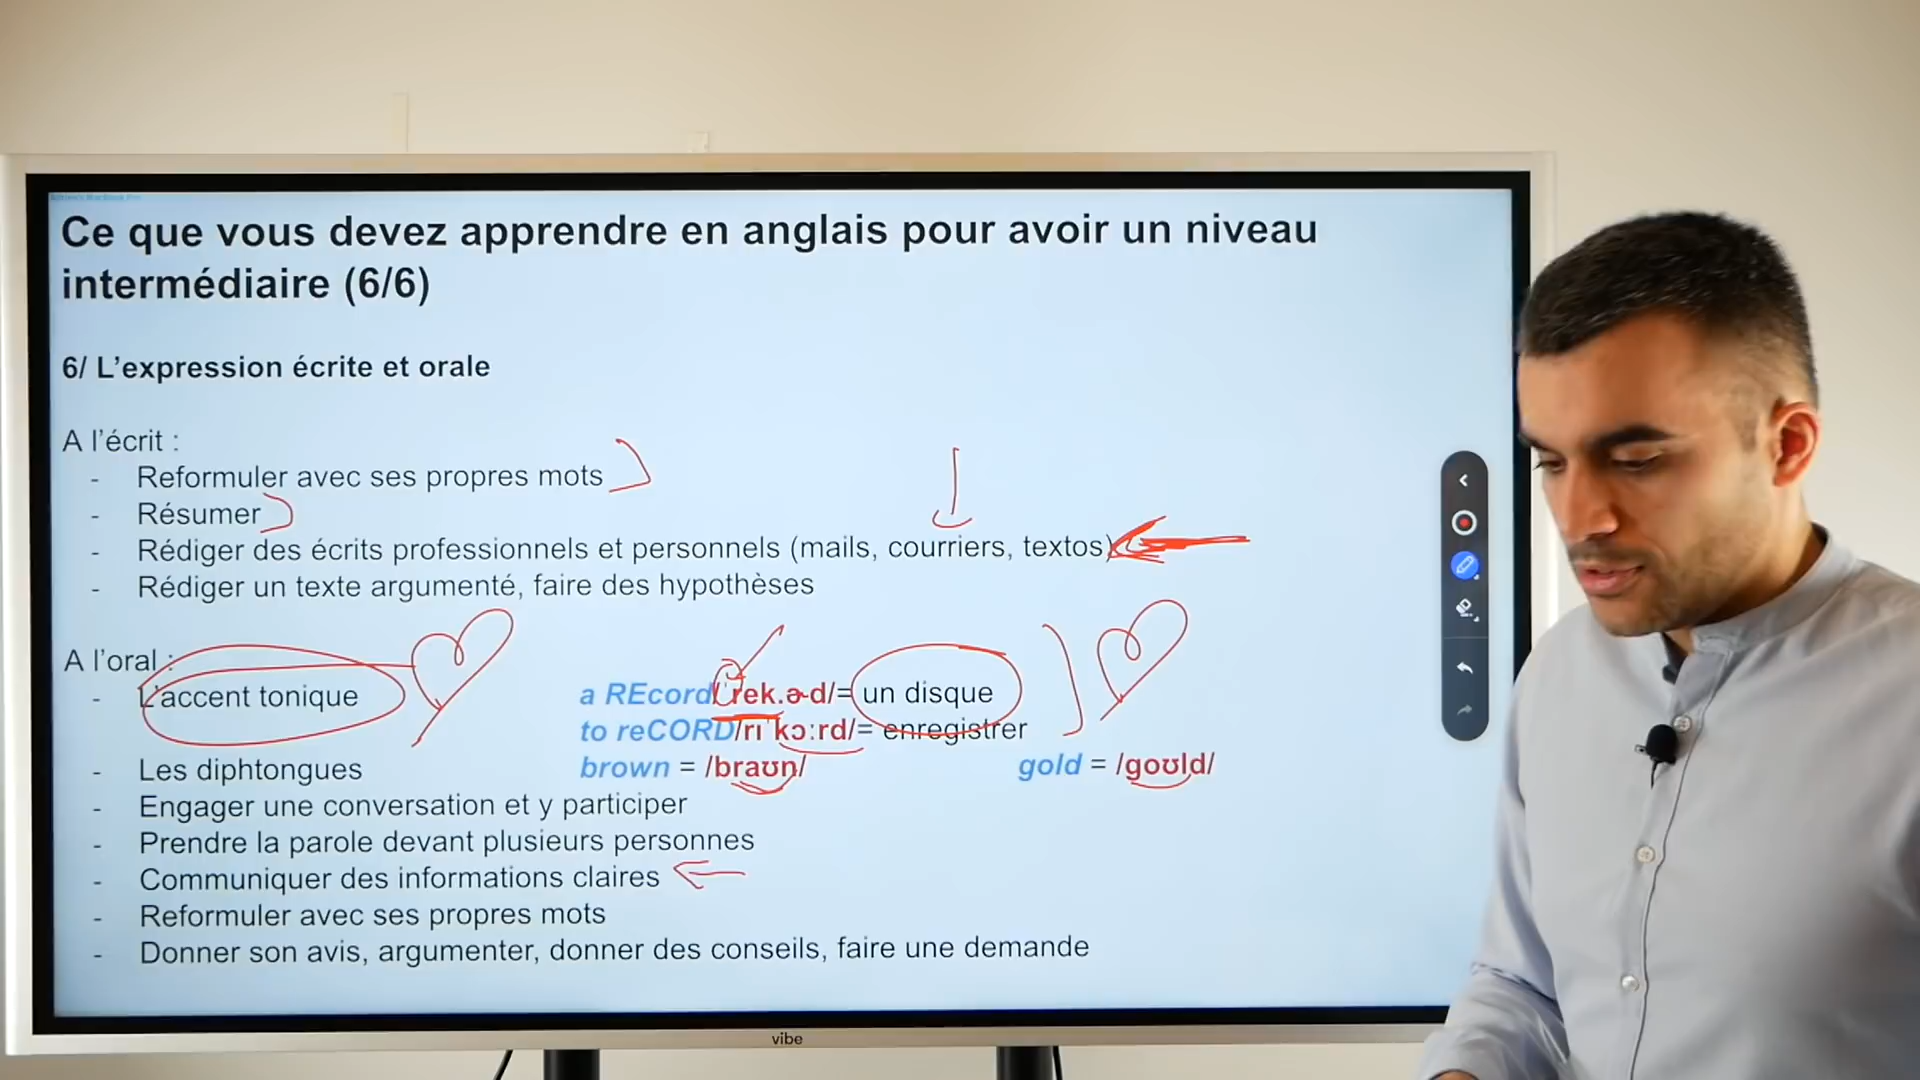 Ce que vous devez apprendre en anglais pour avoir un niveau
intermédiaire (6/6)
6/ L'expression écrite et orale
A l'écrit :
- Reformuler avec ses propres mots
- Résumer
- Rédiger des écrits professionnels et personnels (mails, courriers, textos)
- Rédiger un texte argumenté, faire des hypothèses
A l'oral :
- L'accent tonique
a REcord/ˈrek.ə-d/= un disque
to reCORD/rɪˈkɔːrd/= enregistrer
- Les diphtongues
brown = /braʊn/ gold = /goʊld/
- Engager une conversation et y participer
- Prendre la parole devant plusieurs personnes
- Communiquer des informations claires
- Reformuler avec ses propres mots
- Donner son avis, argumenter, donner des conseils, faire une demande
vibe